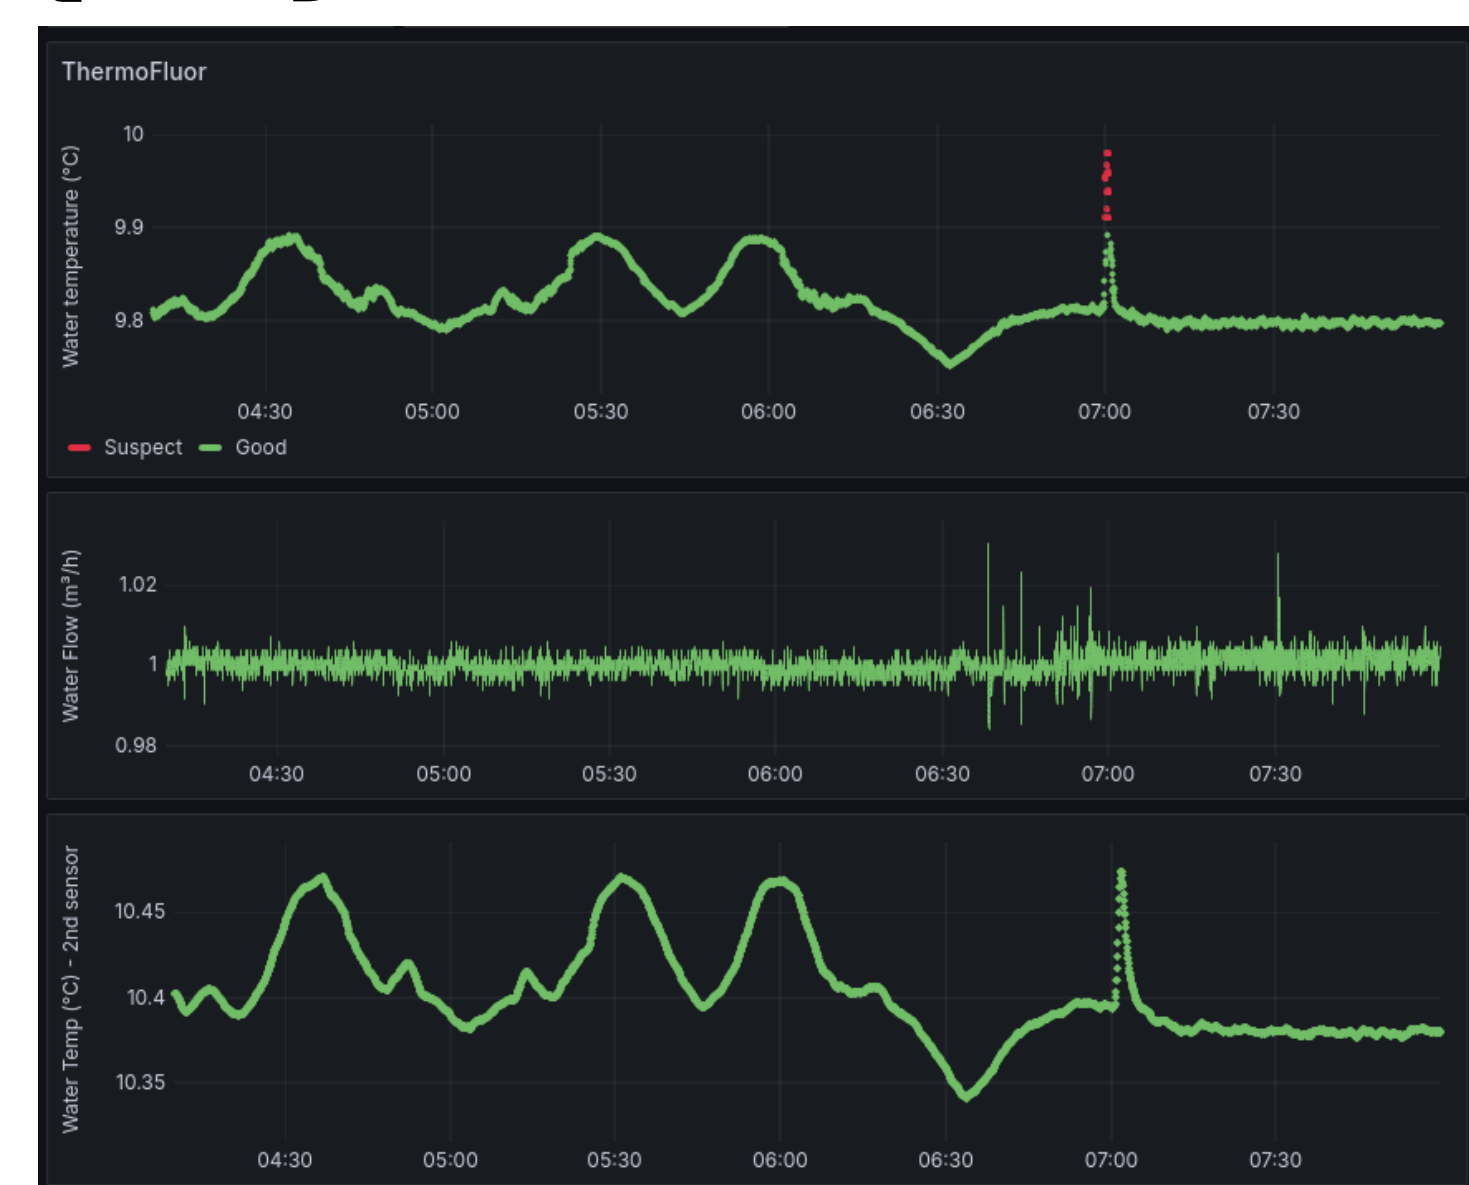 ThermoFluor
Water temperature (°C)
10
9.9
9.8
04:30 05:00 05:30 06:00 06:30 07:00 07:30
Suspect Good
Water Flow (m³/h)
1.02
1
0.98
04:30 05:00 05:30 06:00 06:30 07:00 07:30
Water Temp (°C) - 2nd sensor
10.45
10.4
10.35
04:30 05:00 05:30 06:00 06:30 07:00 07:30